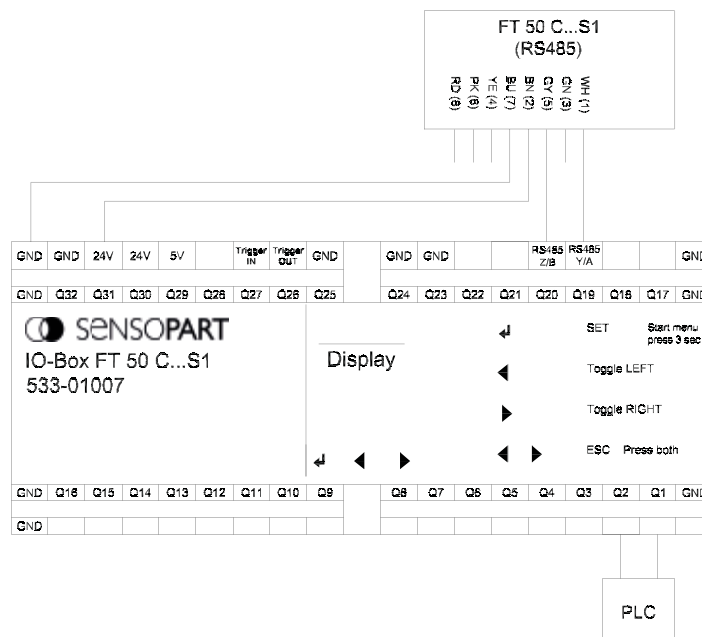 FT 50 C...S1
(RS485)
RD (8) PK (6) YE (4) BU (7) BN (2) GY (5) GN (3) WH (1)
GND GND 24V 24V 5V Trigger IN Trigger OUT GND GND GND RS485 Z/B RS485 Y/A GND
GND Q32 Q31 Q30 Q29 Q28 Q27 Q26 Q25 Q24 Q23 Q22 Q21 Q20 Q19 Q18 Q17 GND
SENSOPART
IO-Box FT 50 C...S1
533-01007
Display
SET Start menu
press 3 sec
Toggle LEFT
Toggle RIGHT
ESC Press both
GND Q16 Q15 Q14 Q13 Q12 Q11 Q10 Q9 Q8 Q7 Q6 Q5 Q4 Q3 Q2 Q1 GND
GND
PLC